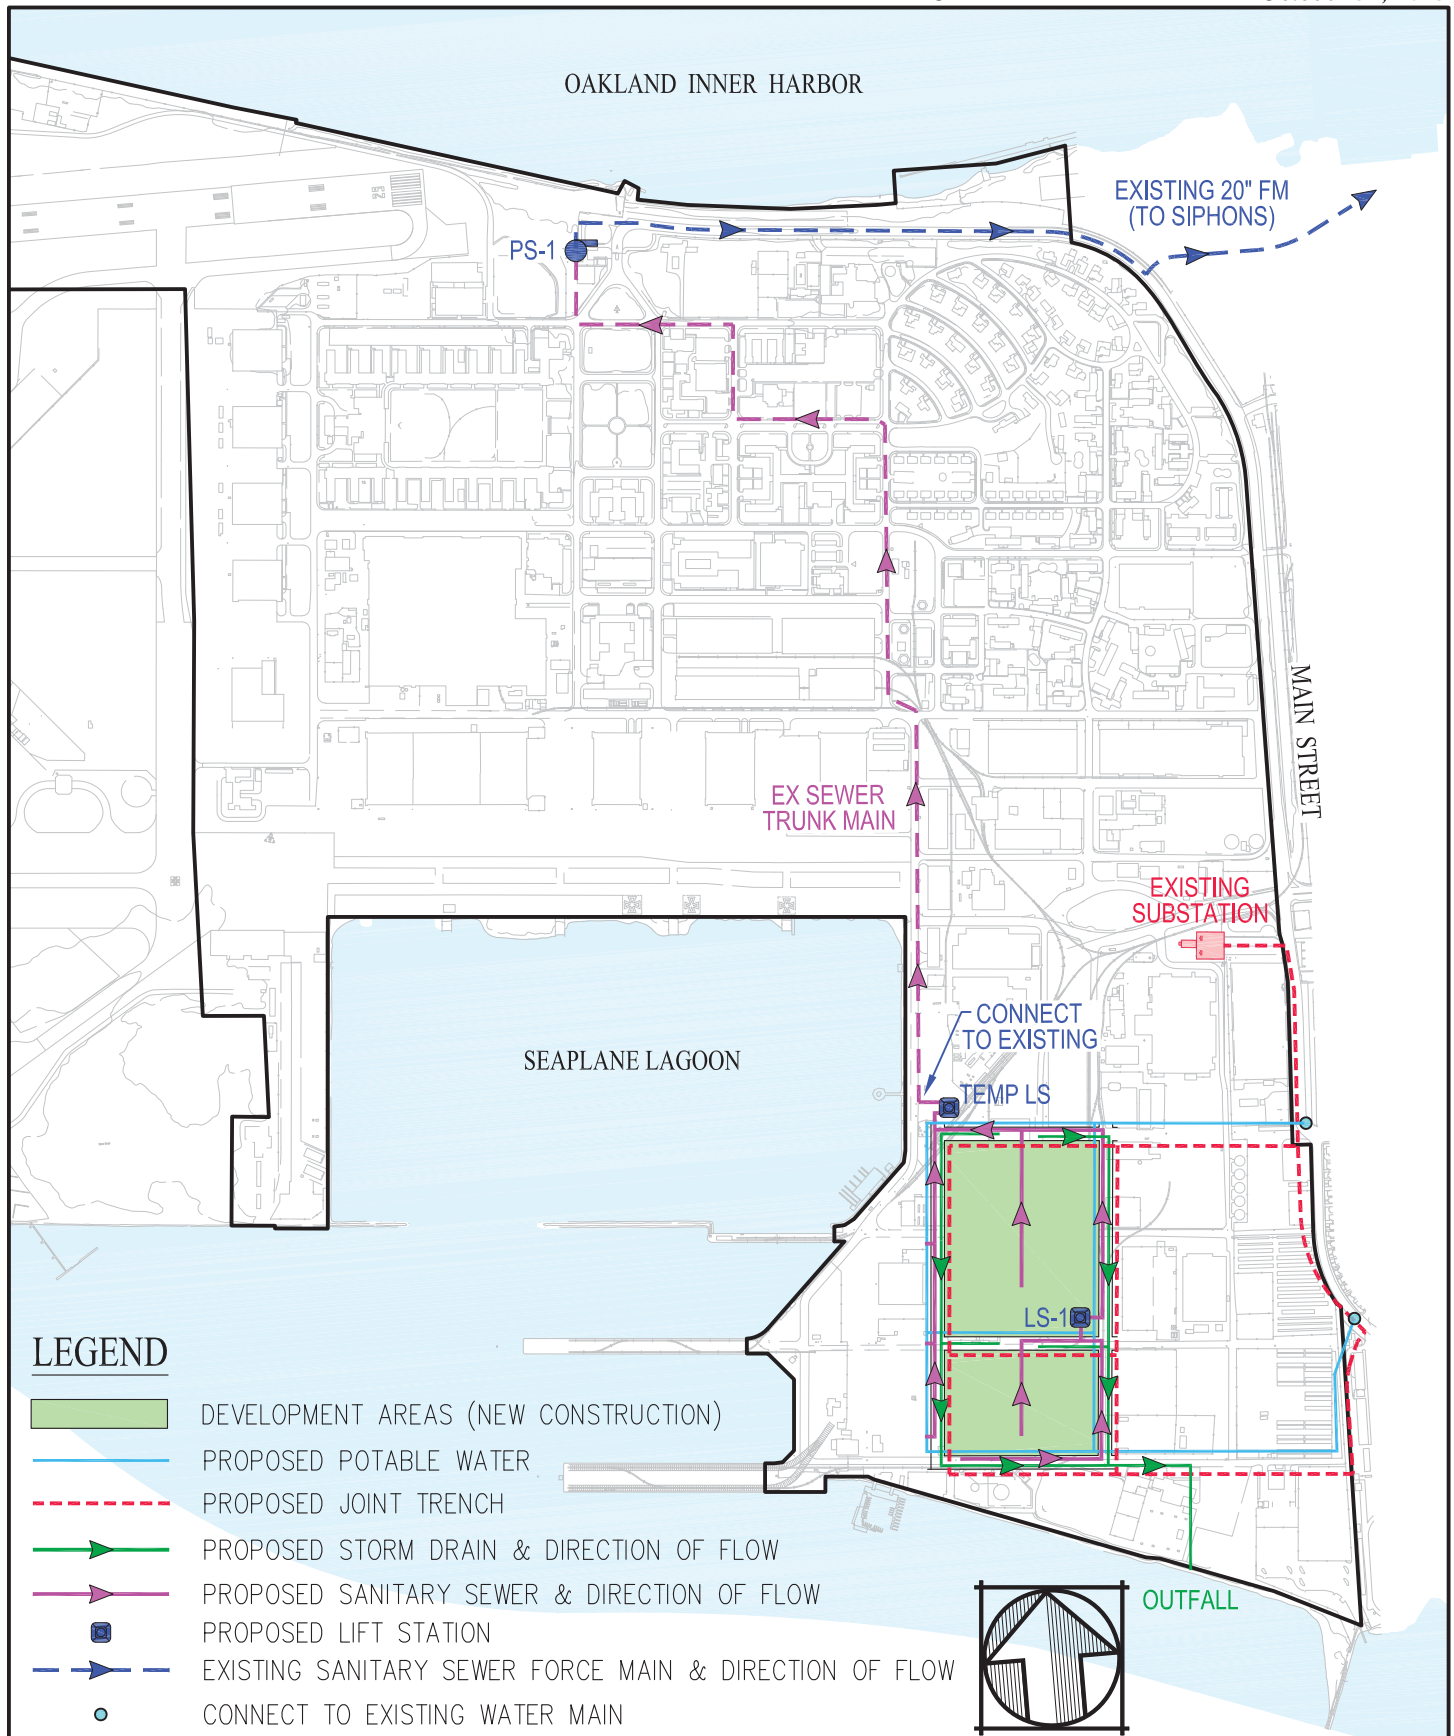 OAKLAND INNER HARBOR
EXISTING 20" FM
(TO SIPHONS)
PS-1
MAIN STREET
EX SEWER
TRUNK MAIN
EXISTING
SUBSTATION
CONNECT
TO EXISTING
SEAPLANE LAGOON
TEMP LS
LS-1
LEGEND
DEVELOPMENT AREAS (NEW CONSTRUCTION)
PROPOSED POTABLE WATER
PROPOSED JOINT TRENCH
PROPOSED STORM DRAIN & DIRECTION OF FLOW
PROPOSED SANITARY SEWER & DIRECTION OF FLOW
OUTFALL
PROPOSED LIFT STATION
EXISTING SANITARY SEWER FORCE MAIN & DIRECTION OF FLOW
CONNECT TO EXISTING WATER MAIN